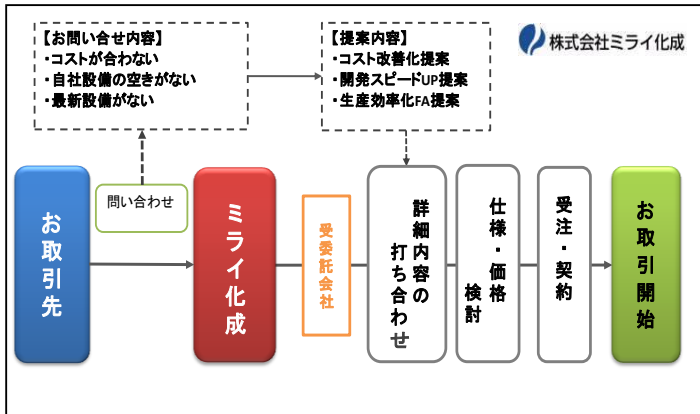 【お問い合せ内容】
・コストが合わない
・自社設備の空きがない
・最新設備がない
【提案内容】
・コスト改善化提案
・開発スピードUP提案
・生産効率化FA提案
株式会社ミライ化成
お取引先
問い合わせ
ミライ化成
受委託会社
詳細内容の
打ち合わせ
仕様・価格
検討
受注・契約
お取引開始